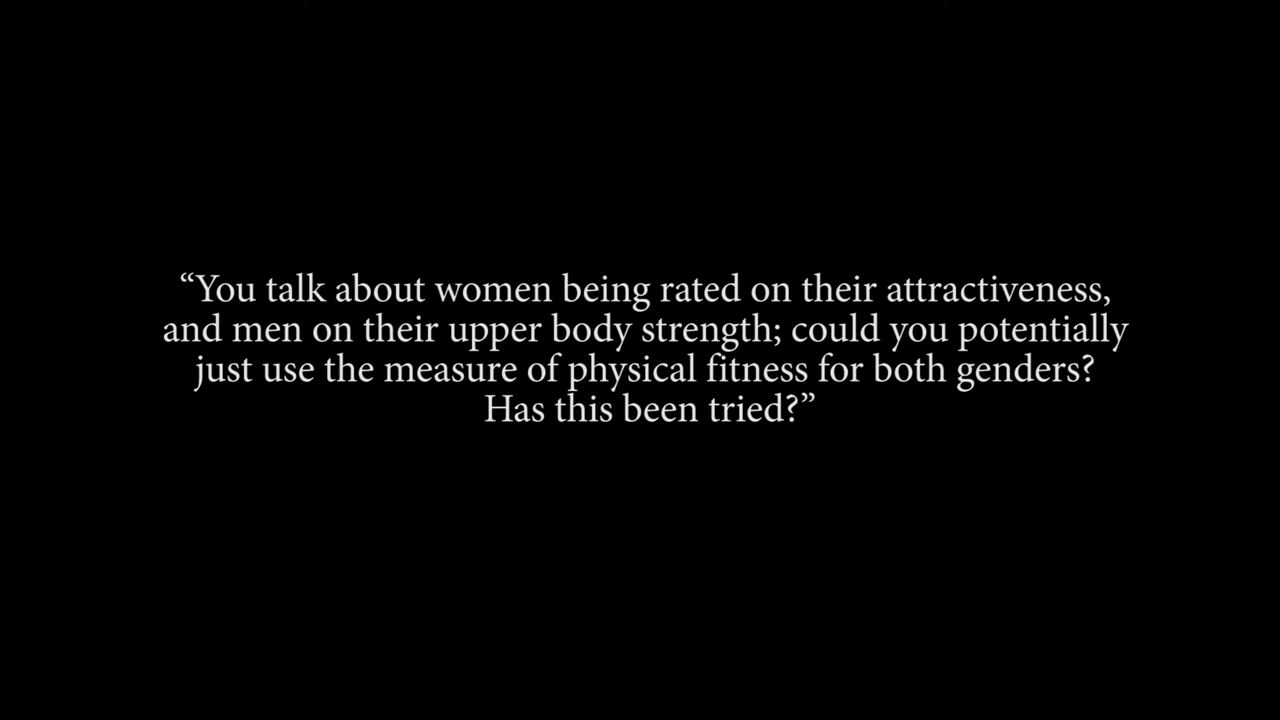 “You talk about women being rated on their attractiveness,
and men on their upper body strength; could you potentially
just use the measure of physical fitness for both genders?
Has this been tried?”